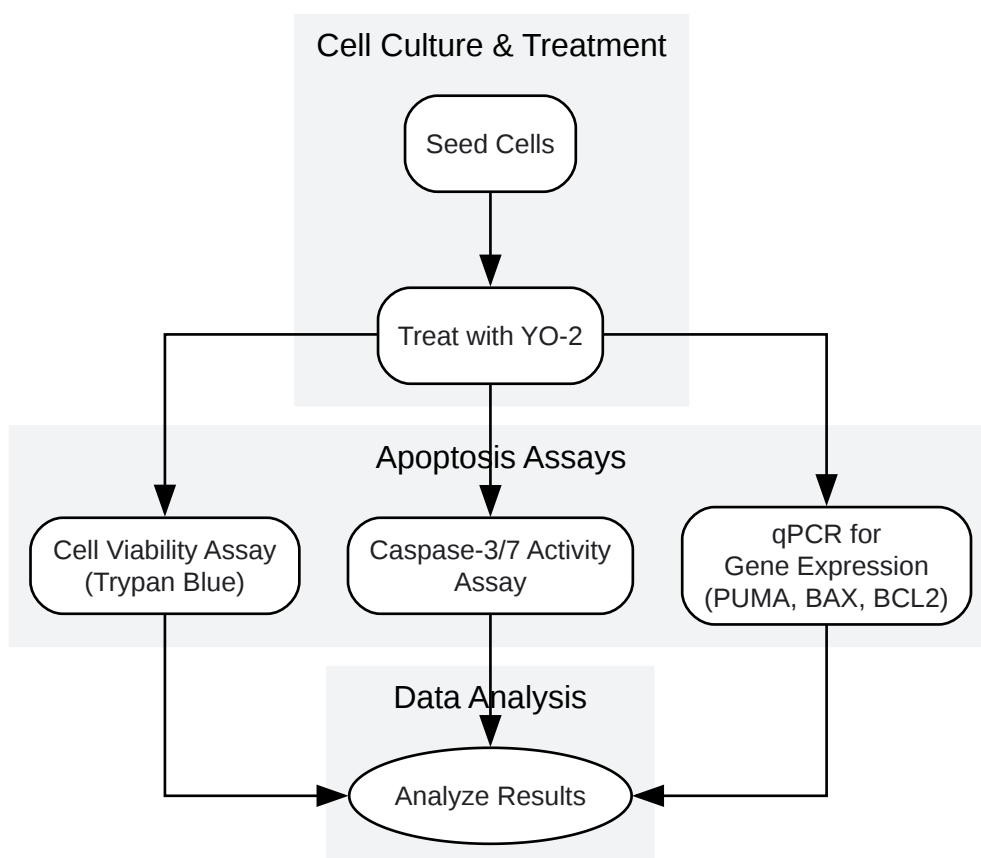 Cell Culture & Treatment
Seed Cells
Treat with YO-2
Apoptosis Assays
Cell Viability Assay
(Trypan Blue)
Caspase-3/7 Activity
Assay
qPCR for
Gene Expression
(PUMA, BAX, BCL2)
Data Analysis
Analyze Results